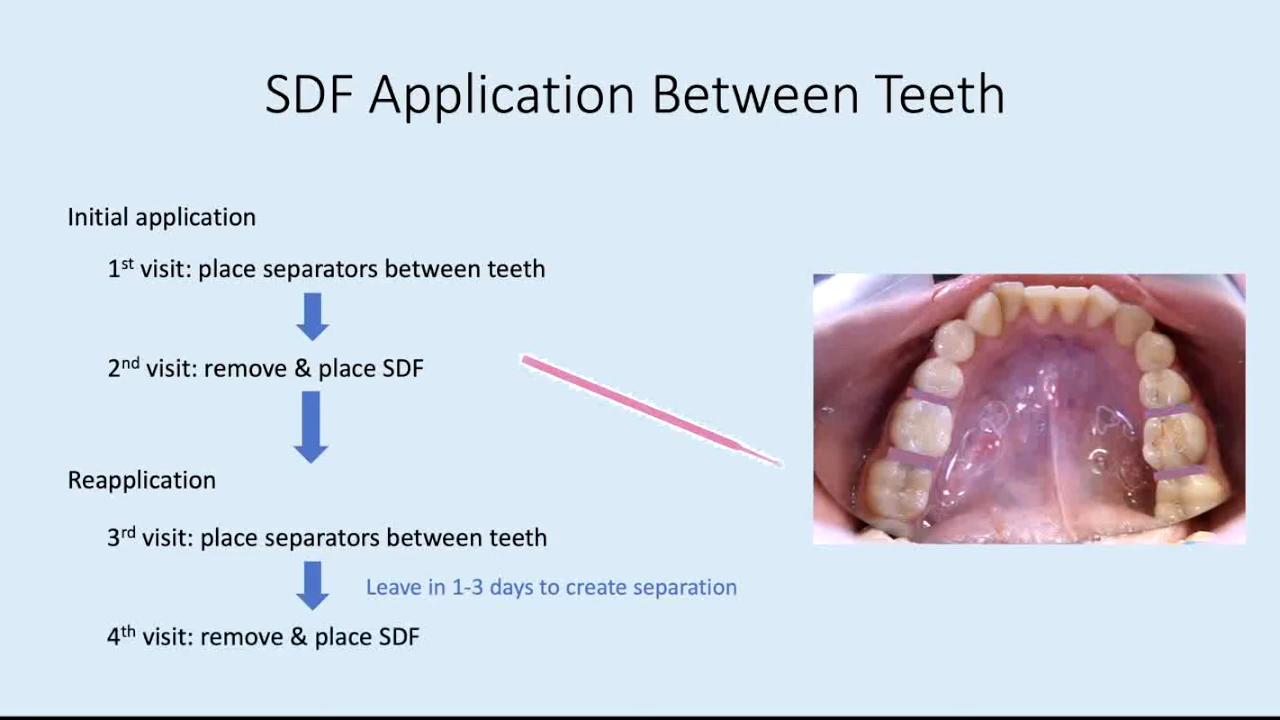 SDF Application Between Teeth
Initial application
1st visit: place separators between teeth
2nd visit: remove & place SDF
Reapplication
3rd visit: place separators between teeth
Leave in 1-3 days to create separation
4th visit: remove & place SDF